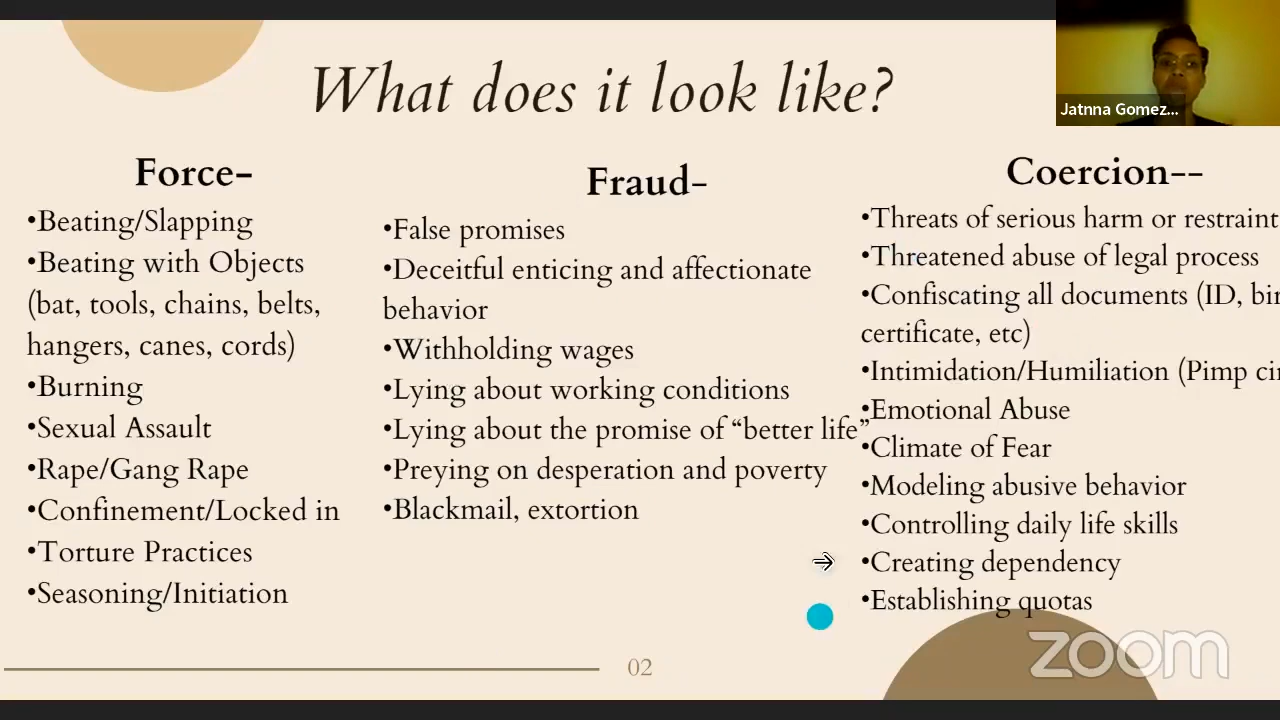 What does it look like?
Jatnna Gomez...
Force-
•Beating/Slapping
•Beating with Objects
(bat, tools, chains, belts,
hangers, canes, cords)
•Burning
•Sexual Assault
•Rape/Gang Rape
•Confinement/Locked in
•Torture Practices
•Seasoning/Initiation
Fraud-
•False promises
•Deceitful enticing and affectionate
behavior
•Withholding wages
•Lying about working conditions
•Lying about the promise of “better life”
•Preying on desperation and poverty
•Blackmail, extortion
Coercion--
•Threats of serious harm or restraint
•Threatened abuse of legal process
•Confiscating all documents (ID,
certificate, etc)
•Intimidation/Humiliation (Pimp
•Emotional Abuse
•Climate of Fear
•Modeling abusive behavior
•Controlling daily life skills
•Creating dependency
•Establishing quotas
02
zoom